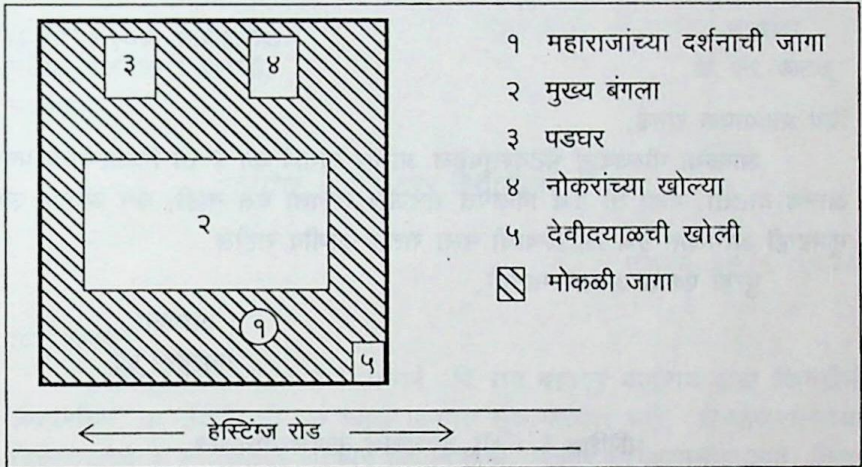 ३
४
२
१
५
हेस्टिंग्ज रोड
१ महाराजांच्या दर्शनाची जागा
२ मुख्य बंगला
३ पडघर
४ नोकरांच्या खोल्या
५ देवीदयाळची खोली
मोकळी जागा